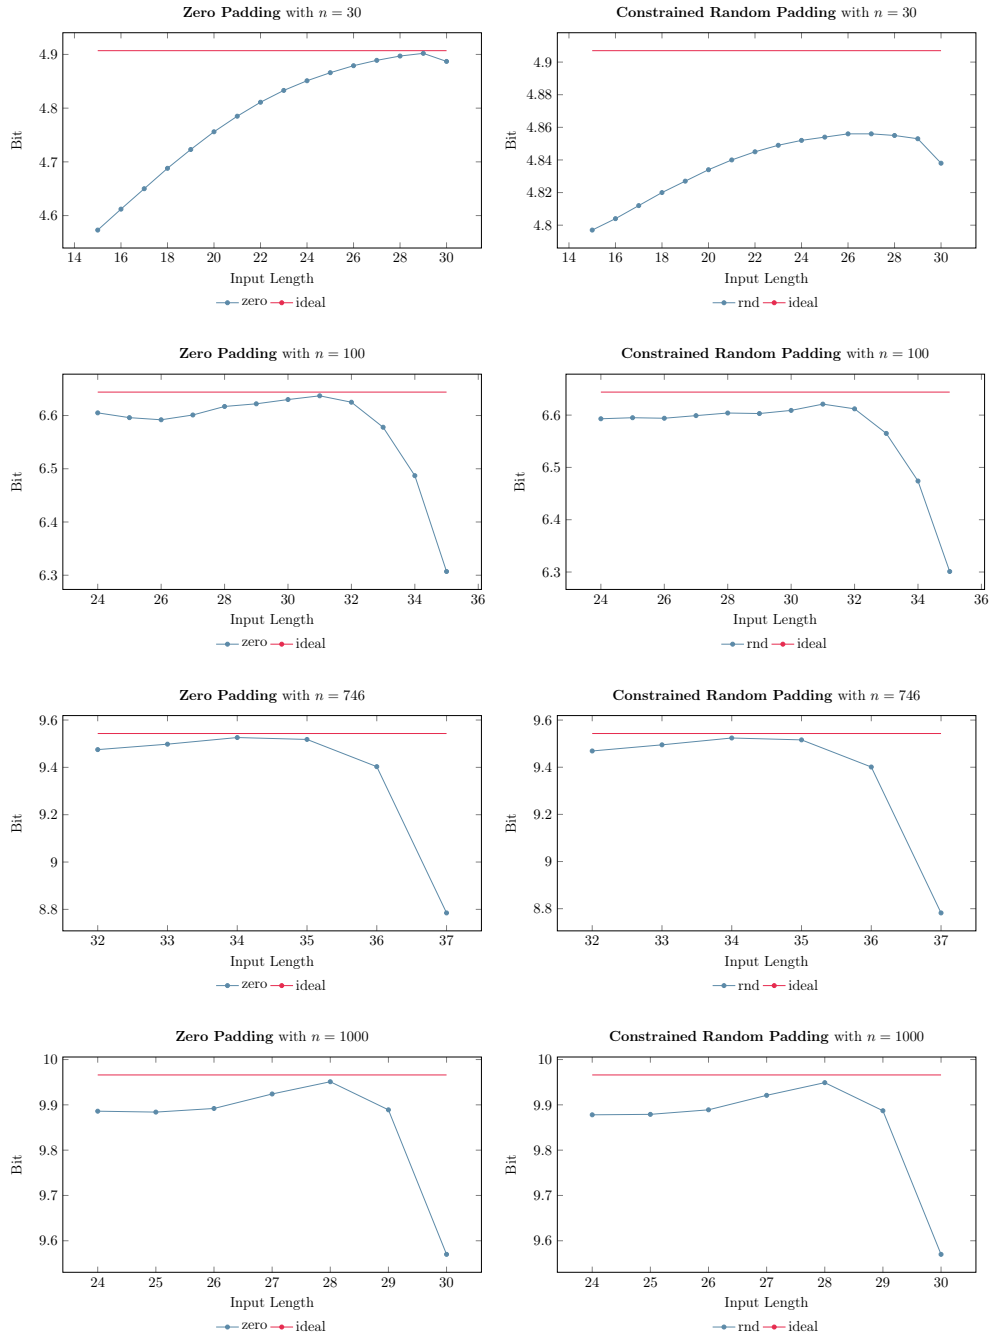 Zero Padding with n = 30
Bit
4.9
4.8
4.7
4.6
14 16 18 20 22 24 26 28 30
Input Length
zero ideal
Constrained Random Padding with n = 30
Bit
4.9
4.88
4.86
4.84
4.82
4.8
14 16 18 20 22 24 26 28 30
Input Length
rnd ideal
Zero Padding with n = 100
Bit
6.6
6.5
6.4
6.3
24 26 28 30 32 34 36
Input Length
zero ideal
Constrained Random Padding with n = 100
Bit
6.6
6.5
6.4
6.3
24 26 28 30 32 34 36
Input Length
rnd ideal
Zero Padding with n = 746
Bit
9.6
9.4
9.2
9
8.8
32 33 34 35 36 37
Input Length
zero ideal
Constrained Random Padding with n = 746
Bit
9.6
9.4
9.2
9
8.8
32 33 34 35 36 37
Input Length
rnd ideal
Zero Padding with n = 1000
Bit
10
9.9
9.8
9.7
9.6
24 25 26 27 28 29 30
Input Length
zero ideal
Constrained Random Padding with n = 1000
Bit
10
9.9
9.8
9.7
9.6
24 25 26 27 28 29 30
Input Length
rnd ideal